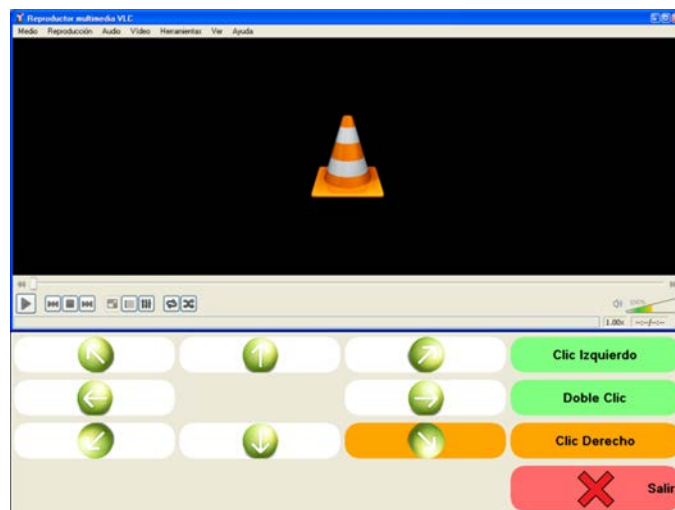 Reproductor multimedia VLC
Medio Reproducción Audio Vídeo Herramientas Ver Ayuda
100%
1.00x --:--/--:--
Clic Izquierdo
Doble Clic
Clic Derecho
Salir